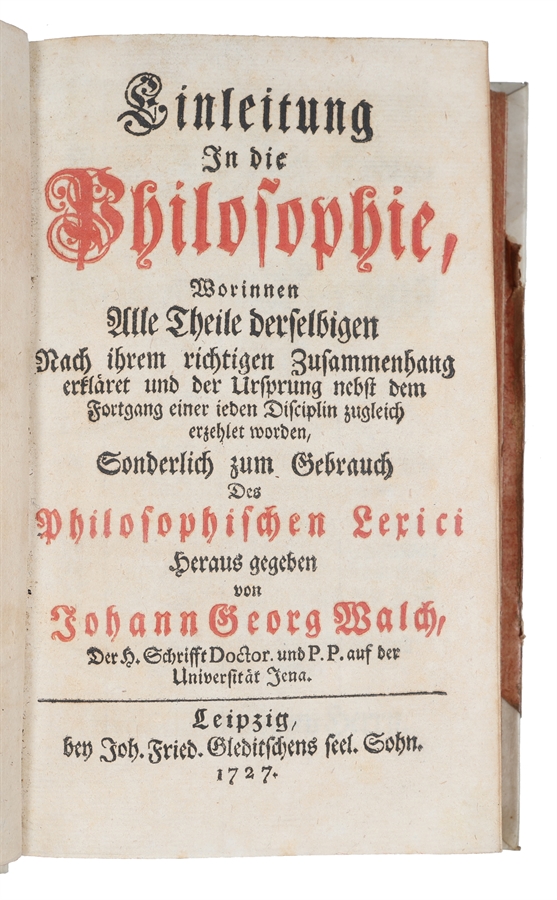 Einleitung
In die
Philosophie,
Worinnen
Alle Theile derselbigen
Nach ihrem richtigen Zusammenhang
erkläret und der Ursprung nebst dem
Fortgang einer ieden Disciplin zugleich
erzehlet worden,
Sonderlich zum Gebrauch
Des
Philosophischen Lexici
Heraus gegeben
von
Johann Georg Walch,
Der H. Schrifft Doctor. und P. P. auf der
Universität Jena.
Leipzig,
bey Joh. Fried. Gleditschens seel. Sohn.
1727.